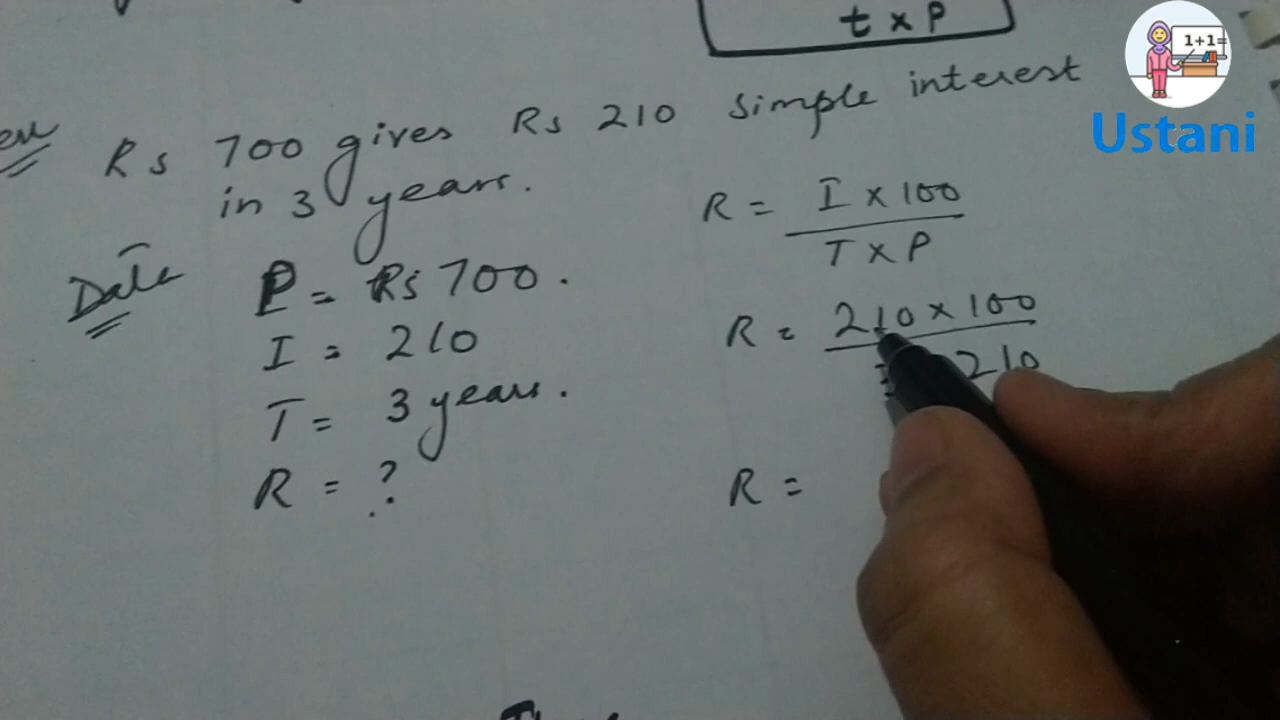 t x P
1+1=
Ustani
Rs 700 gives Rs 210 simple interest
in 3 years.
Data
P = Rs 700.
I = 210
T = 3 years.
R = ?
R = I x 100
T x P
R = 210 x 100
210
R =